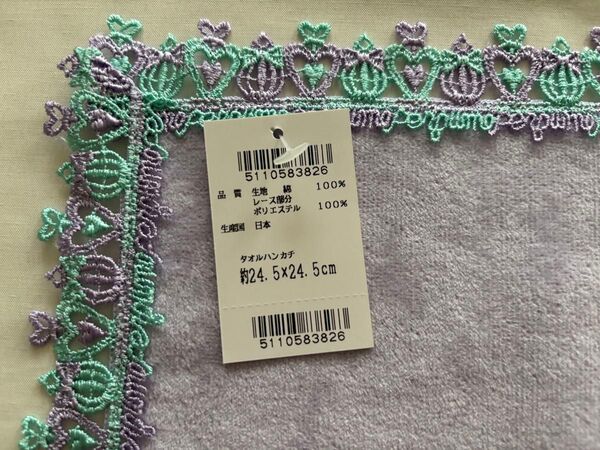 5110583826
品質 生地 綿 100%
レース部分
ポリエステル 100%
生産国 日本
タオルハンカチ
約24.5×24.5cm
5110583826